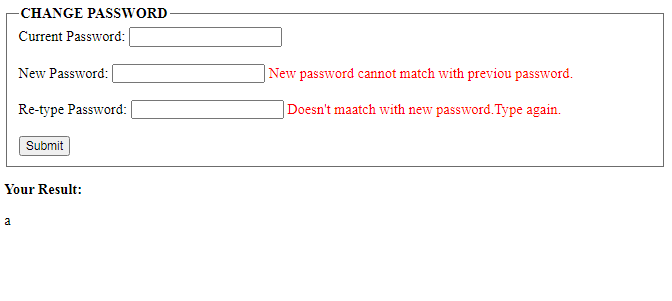 CHANGE PASSWORD
Current Password:
New Password: New password cannot match with previou password.
Re-type Password: Doesn't maatch with new password.Type again.
Submit
Your Result:
a